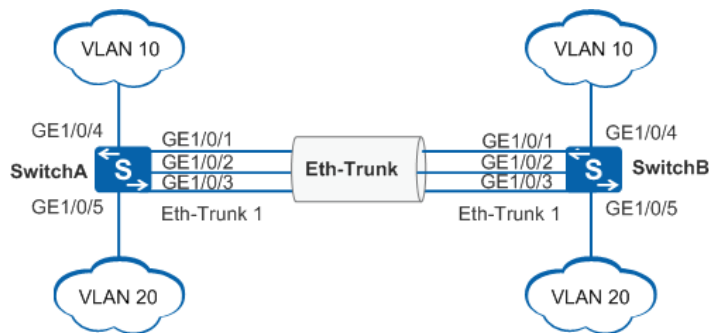 VLAN 10
VLAN 10
GE1/0/4
GE1/0/1
GE1/0/1
GE1/0/4
SwitchA
S
GE1/0/2
Eth-Trunk
GE1/0/2
S
SwitchB
GE1/0/3
GE1/0/3
GE1/0/5
Eth-Trunk 1
Eth-Trunk 1
GE1/0/5
VLAN 20
VLAN 20